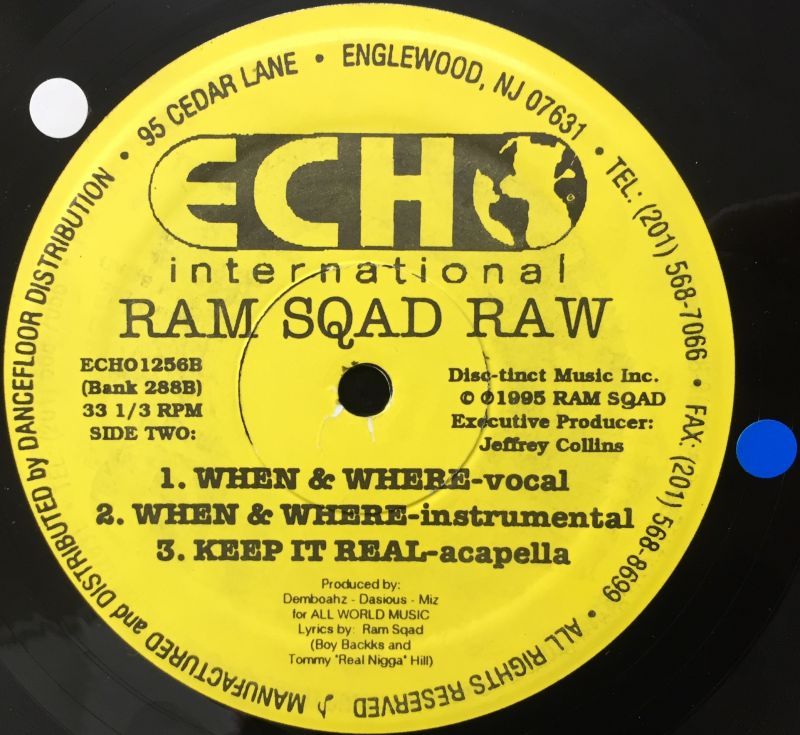 MANUFACTURED and DISTRIBUTED by DANCEFLOOR DISTRIBUTION • 95 CEDAR LANE • ENGLEWOOD, NJ 07631 • TEL: (201) 568-7066 • FAX: (201) 568-8699 • ALL RIGHTS RESERVED ♪
ECHO
international
RAM SQAD RAW
ECHO1256B
(Bank 288B)
33 1/3 RPM
SIDE TWO:
Disc-tinct Music Inc.
© ℗1995 RAM SQAD
Executive Producer:
Jeffrey Collins
1. WHEN & WHERE-vocal
2. WHEN & WHERE-instrumental
3. KEEP IT REAL-acapella
Produced by:
Demboahz - Dasious - Miz
for ALL WORLD MUSIC
Lyrics by: Ram Sqad
(Boy Backks and
Tommy "Real Nigga" Hill)